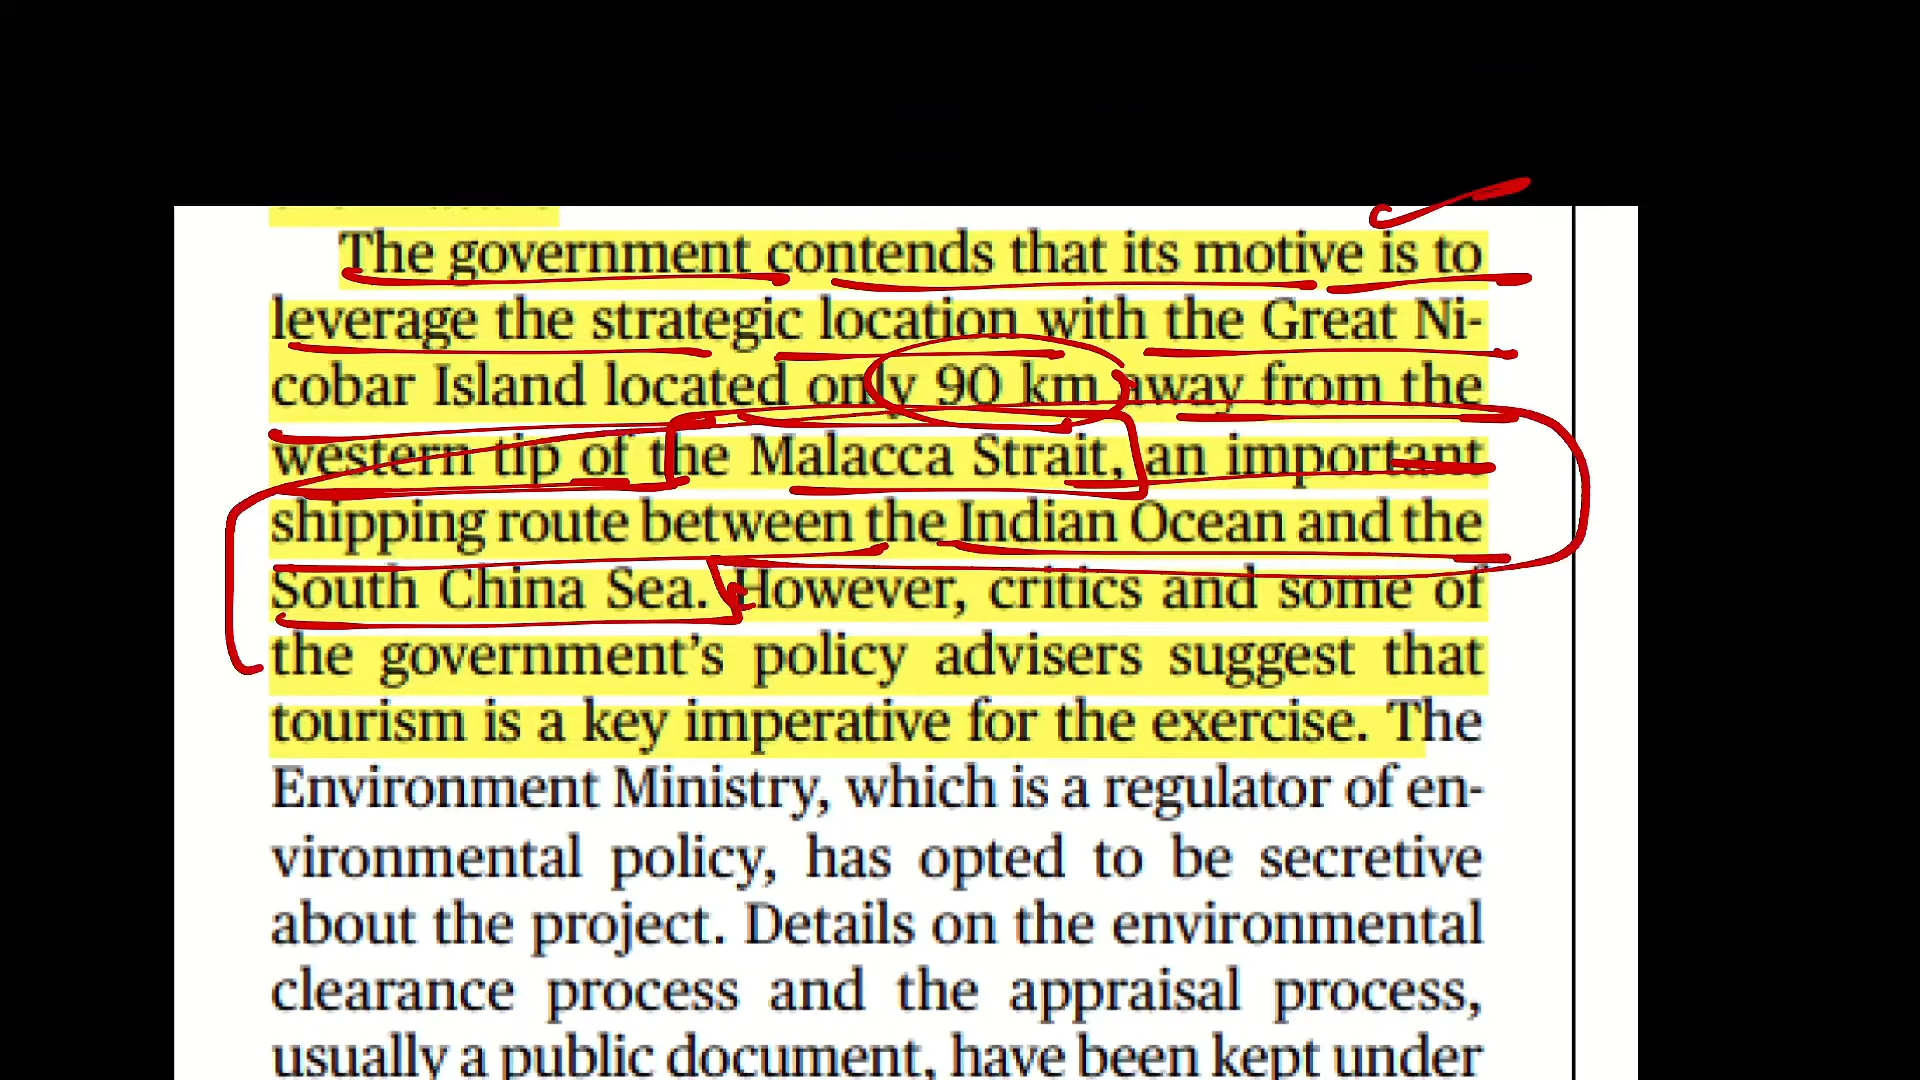 The government contends that its motive is to
leverage the strategic location with the Great Ni-
cobar Island located only 90 km away from the
western tip of the Malacca Strait, an important
shipping route between the Indian Ocean and the
South China Sea. However, critics and some of
the government’s policy advisers suggest that
tourism is a key imperative for the exercise. The
Environment Ministry, which is a regulator of en-
vironmental policy, has opted to be secretive
about the project. Details on the environmental
clearance process and the appraisal process,
usually a public document, have been kept under